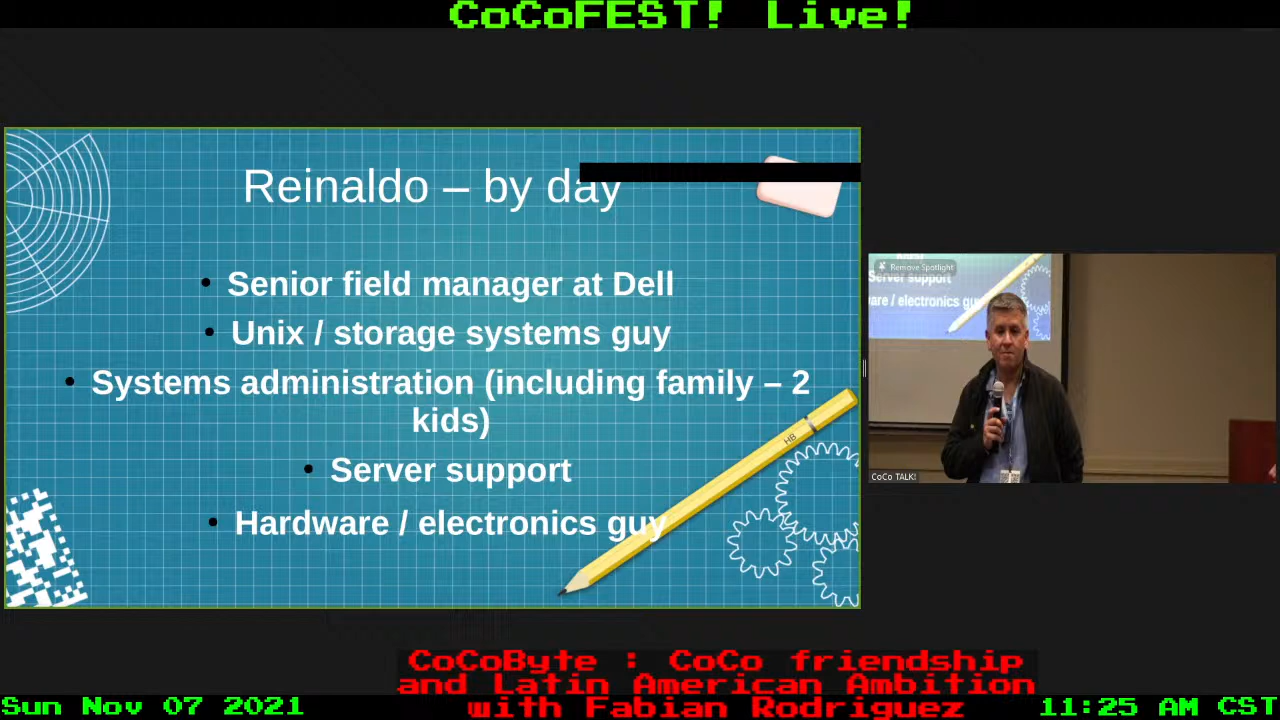 CoCoFEST! Live!
Reinaldo – by day
Senior field manager at Dell
Unix / storage systems guy
Systems administration (including family – 2
kids)
Server support
Hardware / electronics guy
Remove Spotlight
Server support
are / electronics guy
CoCo TALK!
CoCoByte : CoCo friendship
and Latin American Ambition
with Fabian Rodriguez
Sun Nov 07 2021
11:25 AM CST